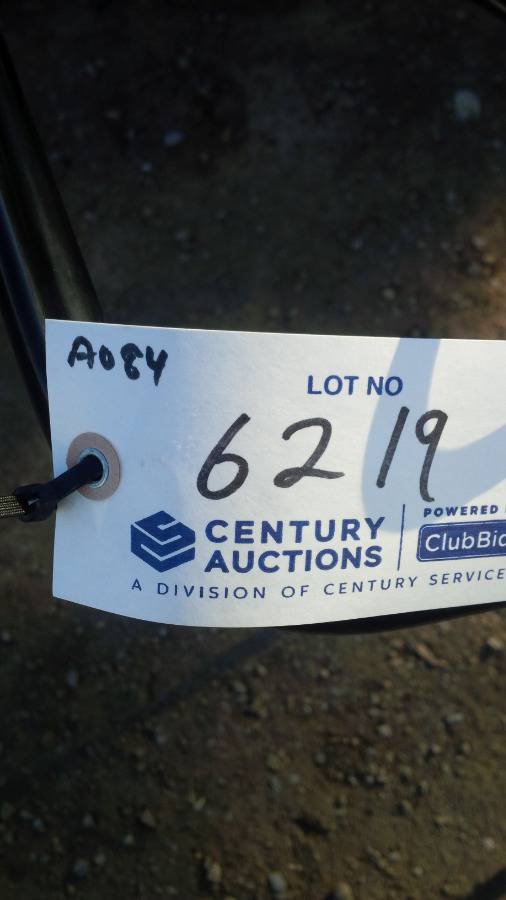 A084
LOT NO
6219
CENTURY
AUCTIONS
POWERED
ClubBid
A DIVISION OF CENTURY SERVICE